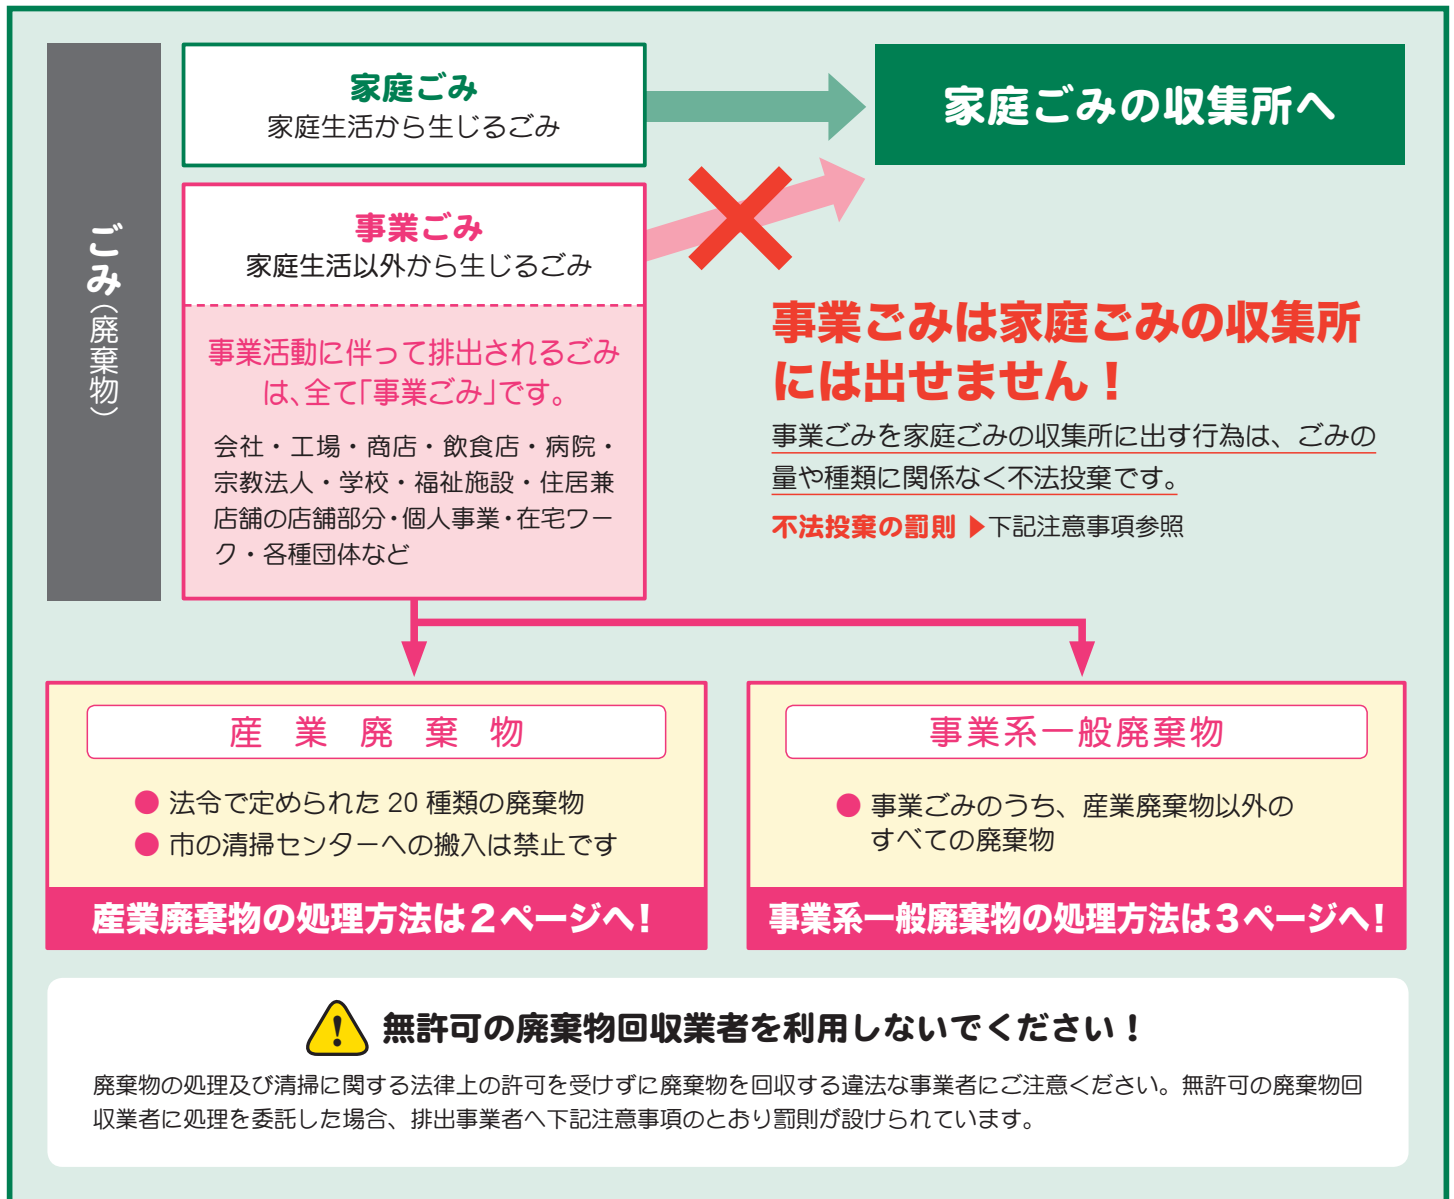 ごみ（廃棄物）
家庭ごみ
家庭生活から生じるごみ
家庭ごみの収集所へ
事業ごみ
家庭生活以外から生じるごみ
事業活動に伴って排出されるごみ
は、全て「事業ごみ」です。
会社・工場・商店・飲食店・病院・
宗教法人・学校・福祉施設・住居兼
店舗の店舗部分・個人事業・在宅ワー
ク・各種団体など
事業ごみは家庭ごみの収集所
には出せません！
事業ごみを家庭ごみの収集所に出す行為は、ごみの
量や種類に関係なく不法投棄です。
不法投棄の罰則 ▶下記注意事項参照
産業廃棄物
● 法令で定められた 20 種類の廃棄物
● 市の清掃センターへの搬入は禁止です
産業廃棄物の処理方法は２ページへ！
事業系一般廃棄物
● 事業ごみのうち、産業廃棄物以外の
すべての廃棄物
事業系一般廃棄物の処理方法は３ページへ！
無許可の廃棄物回収業者を利用しないでください！
廃棄物の処理及び清掃に関する法律上の許可を受けずに廃棄物を回収する違法な事業者にご注意ください。無許可の廃棄物回
収業者に処理を委託した場合、排出事業者へ下記注意事項のとおり罰則が設けられています。